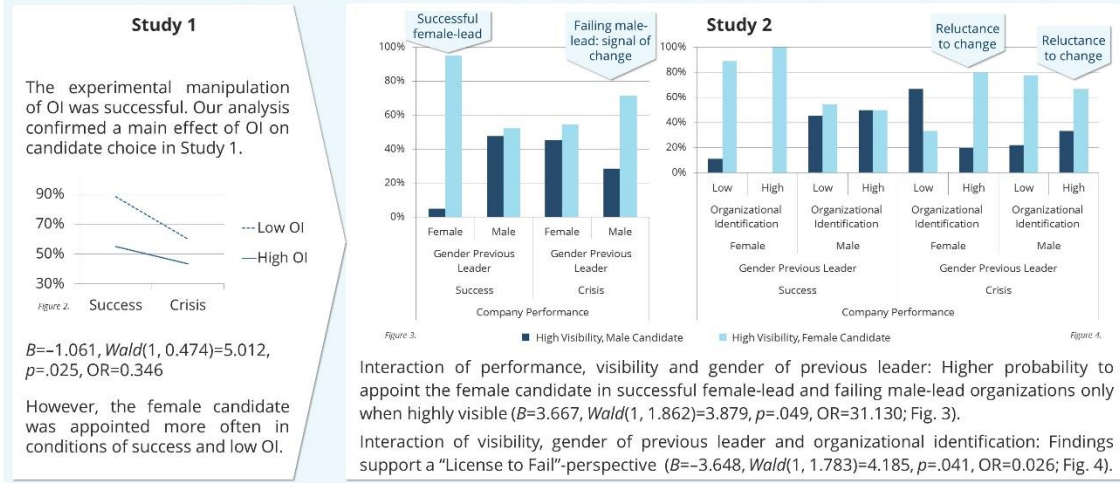 Study 1
The experimental manipulation
of OI was successful. Our analysis
confirmed a main effect of OI on
candidate choice in Study 1.
90%
70%
50%
30%
Low OI
High OI
Figure 2.
Success
Crisis
B=–1.061, Wald(1, 0.474)=5.012,
p=.025, OR=0.346
However, the female candidate
was appointed more often in
conditions of success and low OI.
Study 2
Successful
female-lead
Failing male-
lead: signal of
change
100%
80%
60%
40%
20%
0%
Female Male Female Male
Gender Previous
Leader
Gender Previous
Leader
Success Crisis
Company Performance
Figure 3.
Reluctance
to change
Reluctance
to change
100%
80%
60%
40%
20%
0%
Low High Low High Low High Low High
Organizational
Identification
Organizational
Identification
Organizational
Identification
Organizational
Identification
Female Male Female Male
Gender Previous Leader Gender Previous Leader
Success Crisis
Company Performance
High Visibility, Male Candidate
High Visibility, Female Candidate
Figure 4.
Interaction of performance, visibility and gender of previous leader: Higher probability to
appoint the female candidate in successful female-lead and failing male-lead organizations only
when highly visible (B=3.667, Wald(1, 1.862)=3.879, p=.049, OR=31.130; Fig. 3).
Interaction of visibility, gender of previous leader and organizational identification: Findings
support a “License to Fail”-perspective (B=–3.648, Wald(1, 1.783)=4.185, p=.041, OR=0.026; Fig. 4).